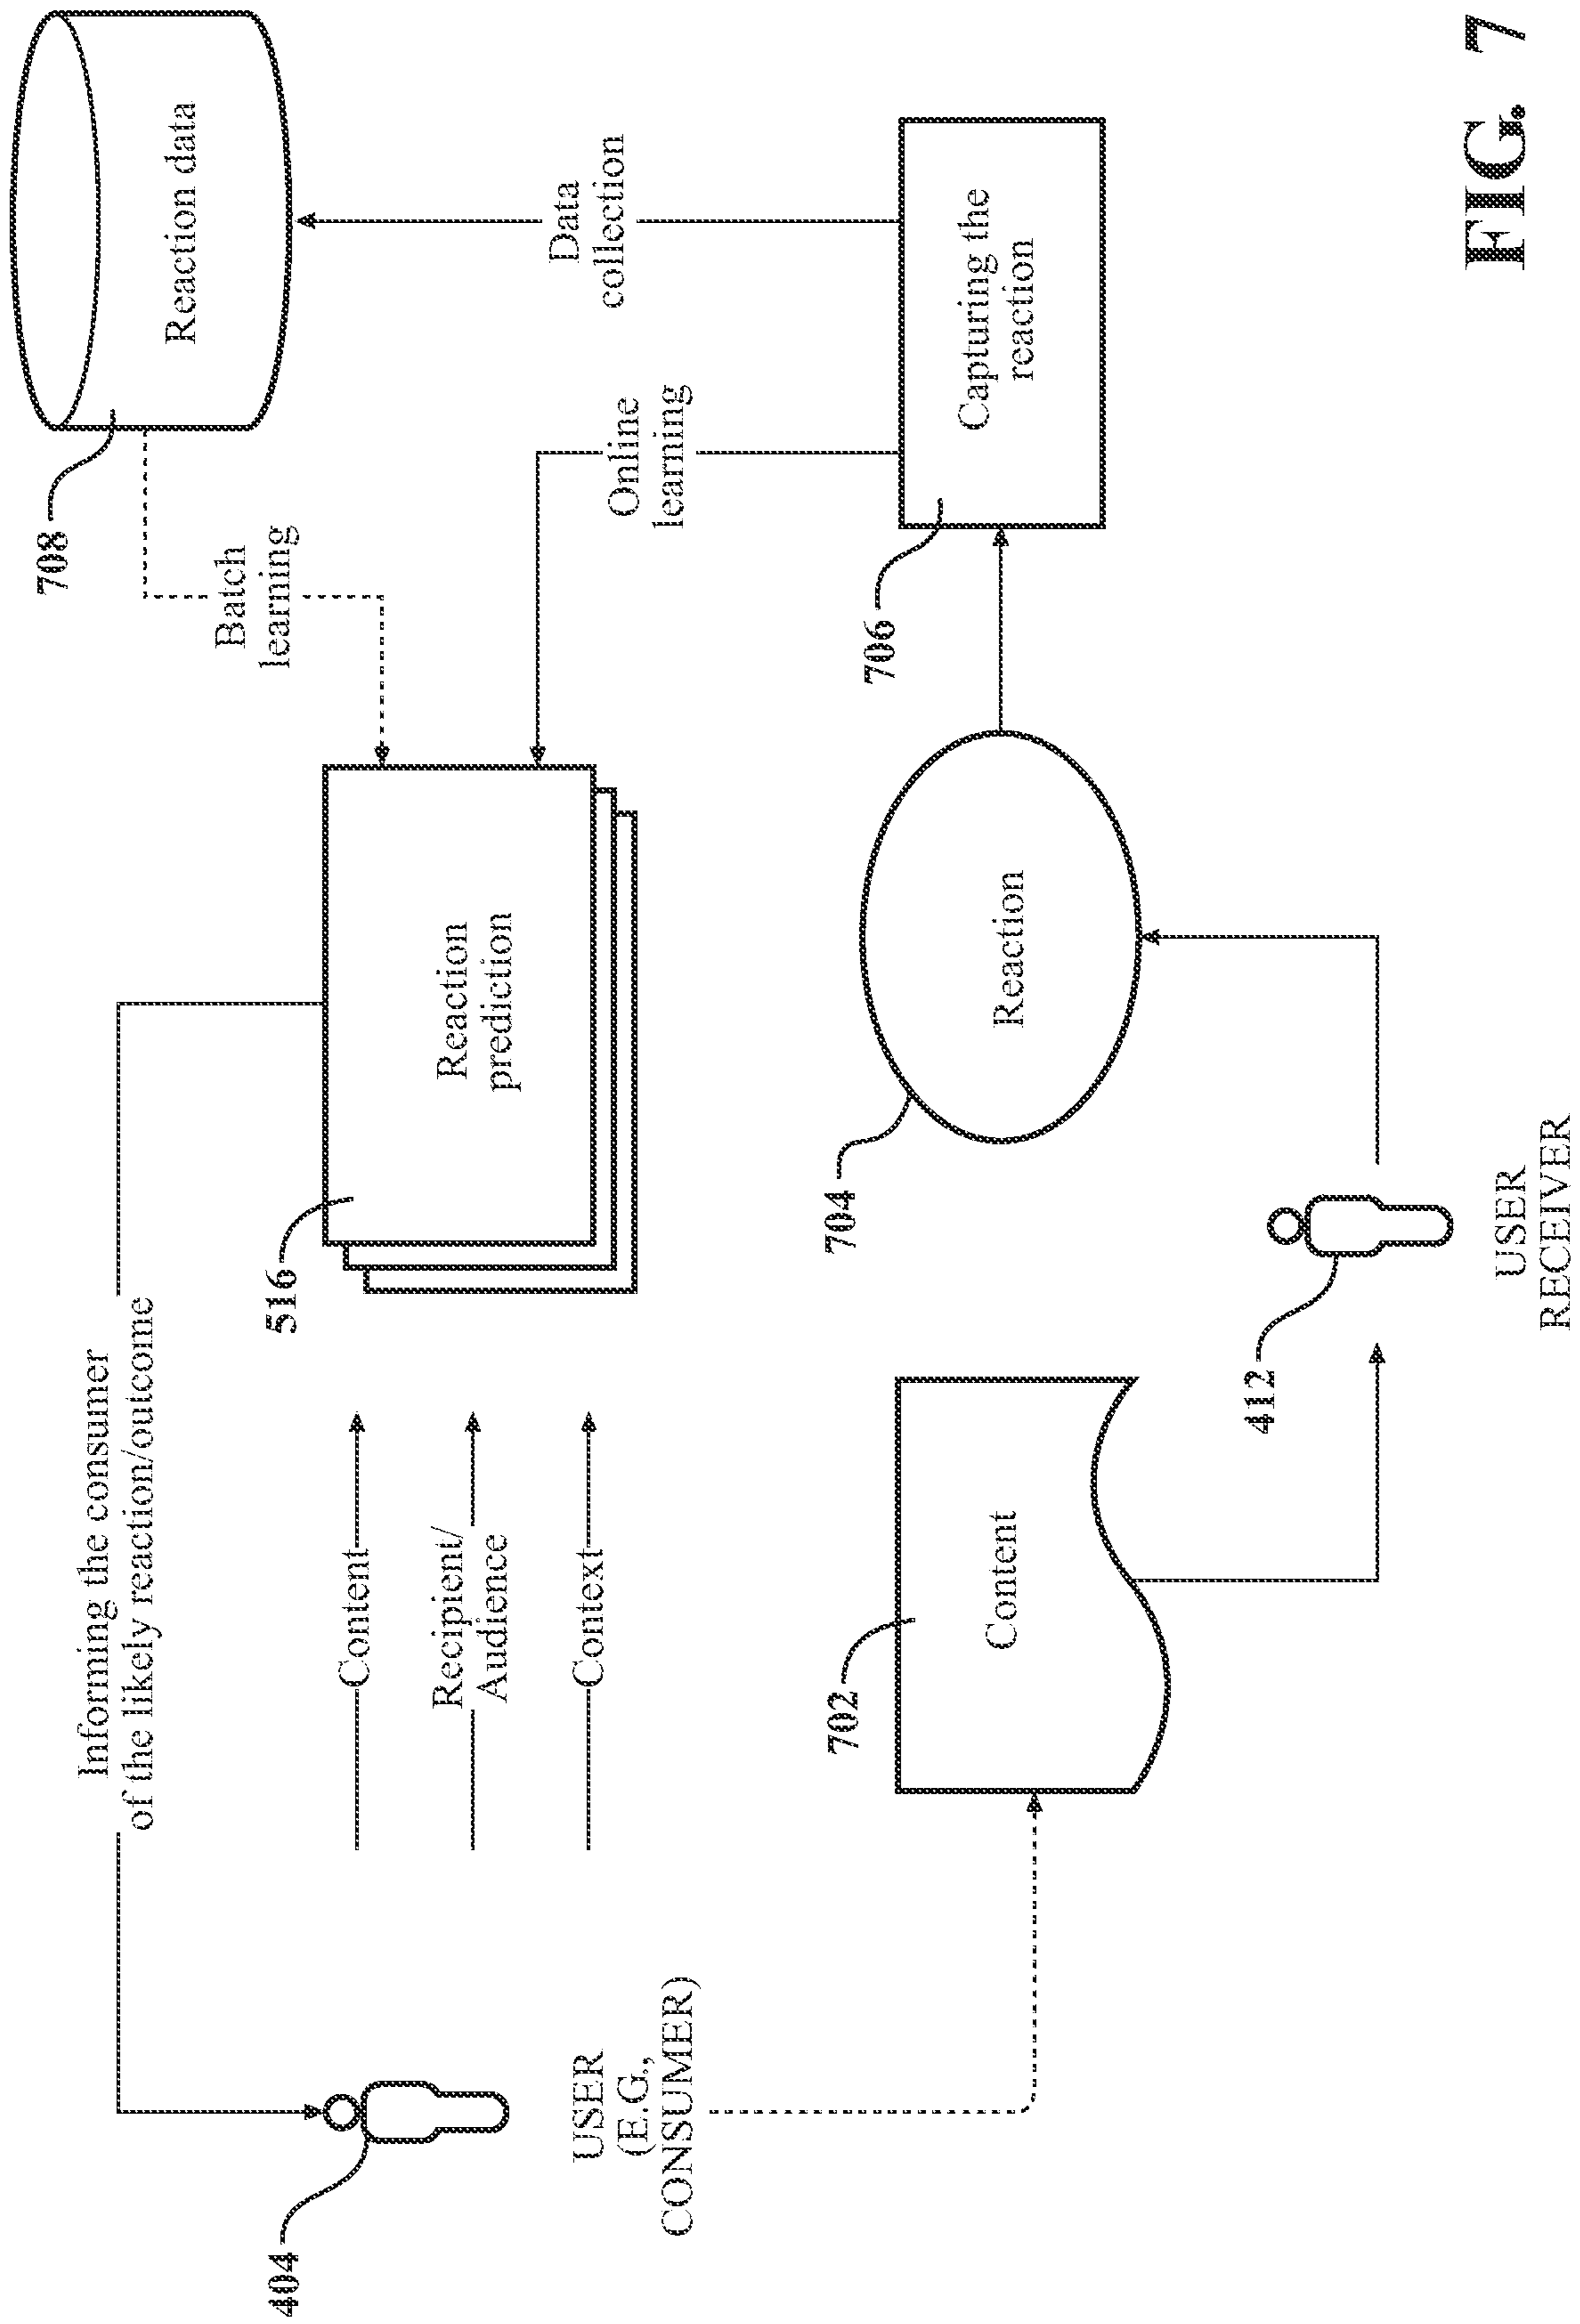 Informing the consumer
of the likely reaction/outcome
404
USER
(E.G.,
CONSUMER)
Content
Recipient/
Audience
Context
516
Reaction
prediction
Batch
learning
708
Reaction data
Online
learning
Data
collection
702
Content
704
Reaction
706
Capturing the
reaction
412
USER
RECEIVER
FIG. 7